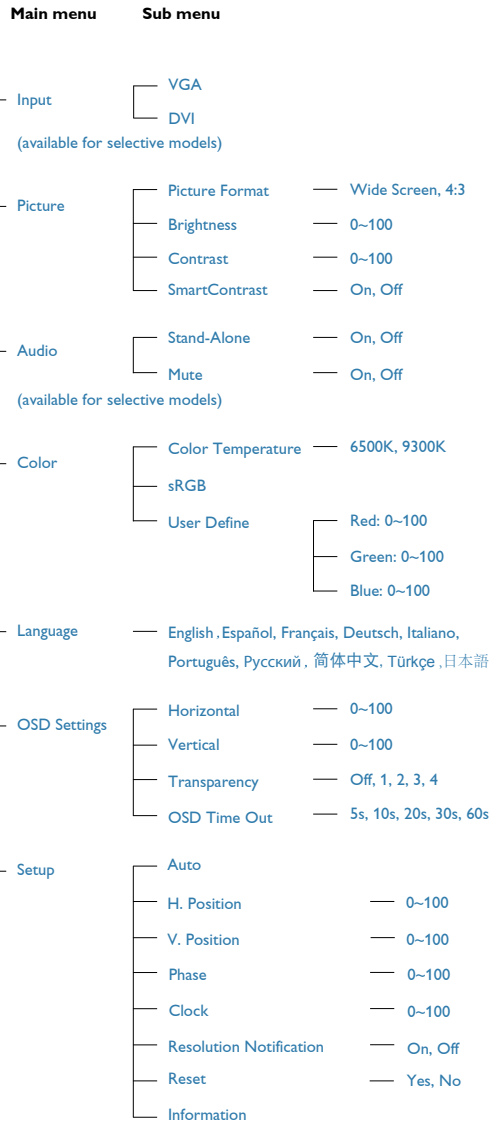 Main menu Sub menu
VGA
Input
DVI
(available for selective models)
Picture Format Wide Screen, 4:3
Picture
Brightness 0~100
Contrast 0~100
SmartContrast On, Off
Stand-Alone On, Off
Audio
Mute On, Off
(available for selective models)
Color Temperature 6500K, 9300K
Color
sRGB
User Define Red: 0~100
Green: 0~100
Blue: 0~100
Language English , Español, Français, Deutsch, Italiano,
Português, Русский , 简体中文, Türkçe ,日本語
Horizontal 0~100
OSD Settings
Vertical 0~100
Transparency Off, 1, 2, 3, 4
OSD Time Out 5s, 10s, 20s, 30s, 60s
Auto
Setup
H. Position 0~100
V. Position 0~100
Phase 0~100
Clock 0~100
Resolution Notification On, Off
Reset Yes, No
Information